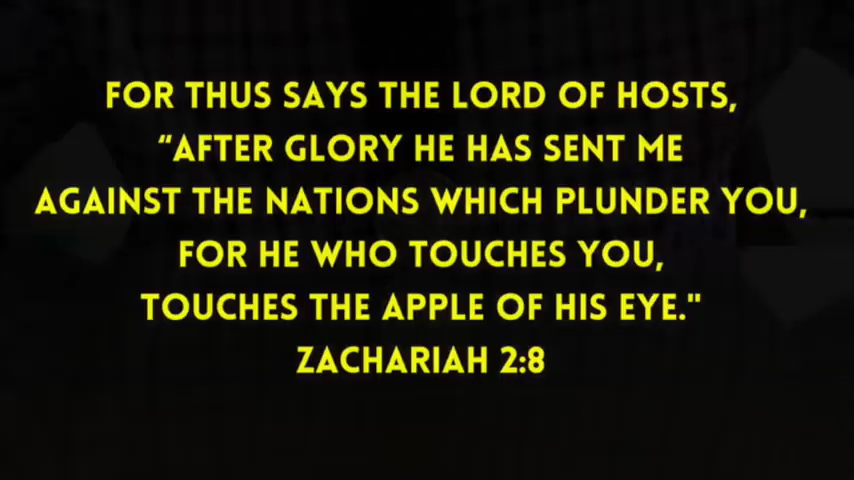 FOR THUS SAYS THE LORD OF HOSTS,
“AFTER GLORY HE HAS SENT ME
AGAINST THE NATIONS WHICH PLUNDER YOU,
FOR HE WHO TOUCHES YOU,
TOUCHES THE APPLE OF HIS EYE."
ZACHARIAH 2:8